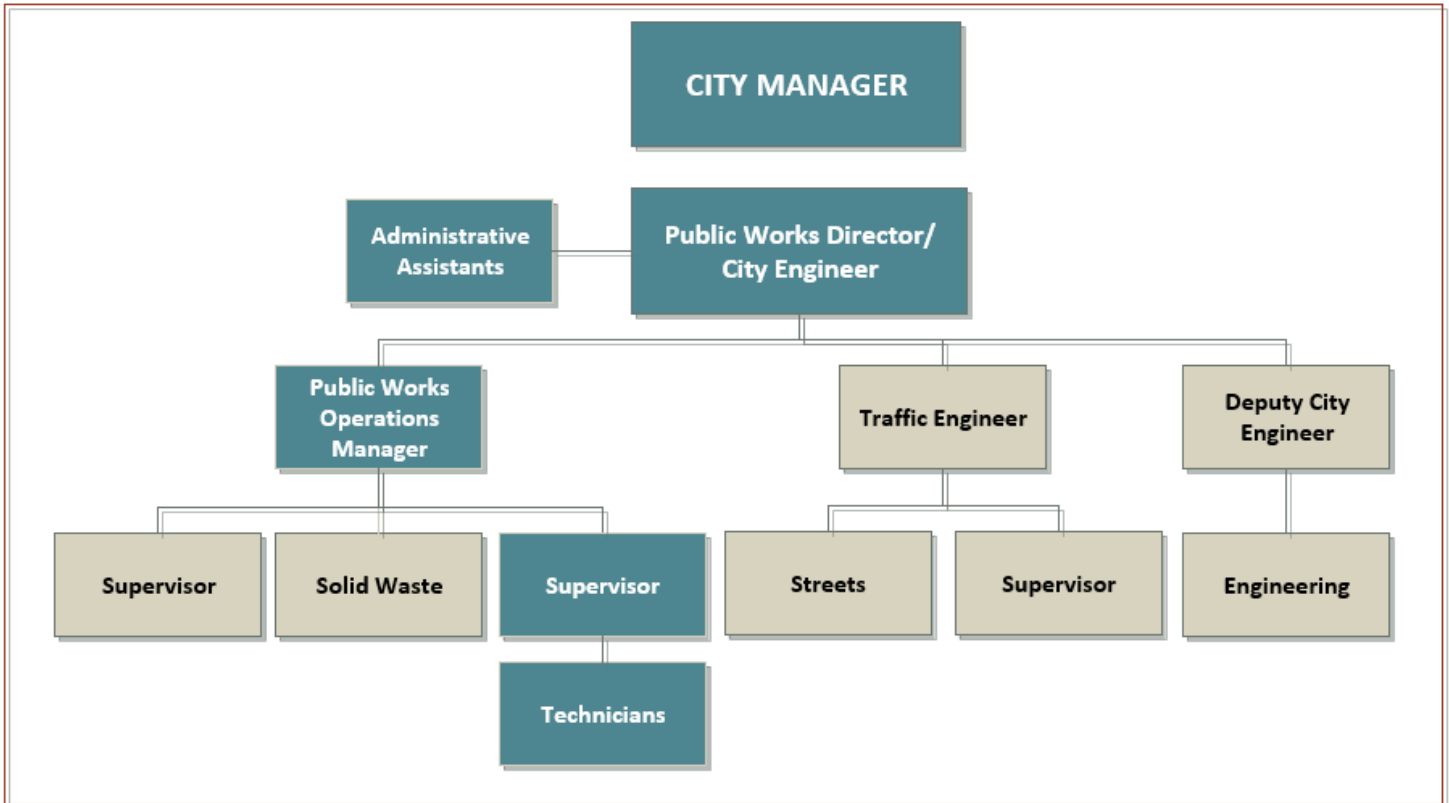 CITY MANAGER
Administrative
Assistants
Public Works Director/
City Engineer
Public Works
Operations
Manager
Traffic Engineer
Deputy City
Engineer
Supervisor
Solid Waste
Supervisor
Streets
Supervisor
Engineering
Technicians